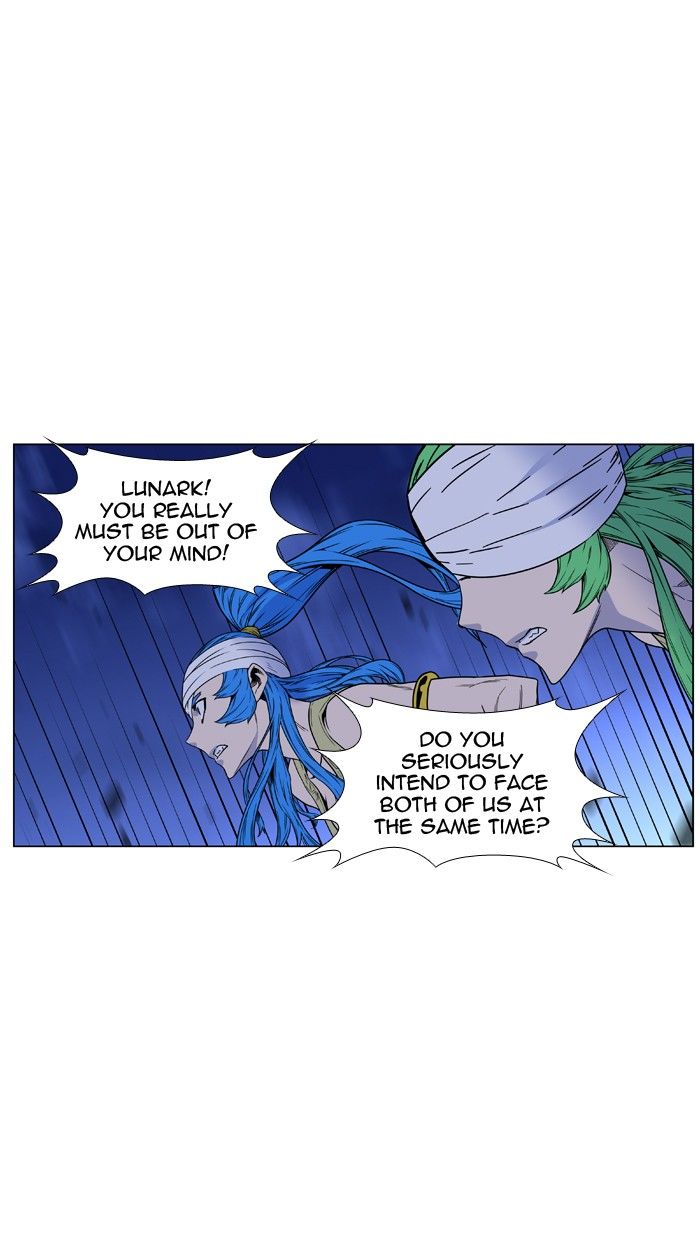 LUNARK!
YOU REALLY
MUST BE OUT OF
YOUR MIND!
DO YOU
SERIOUSLY
INTEND TO FACE
BOTH OF US AT
THE SAME TIME?